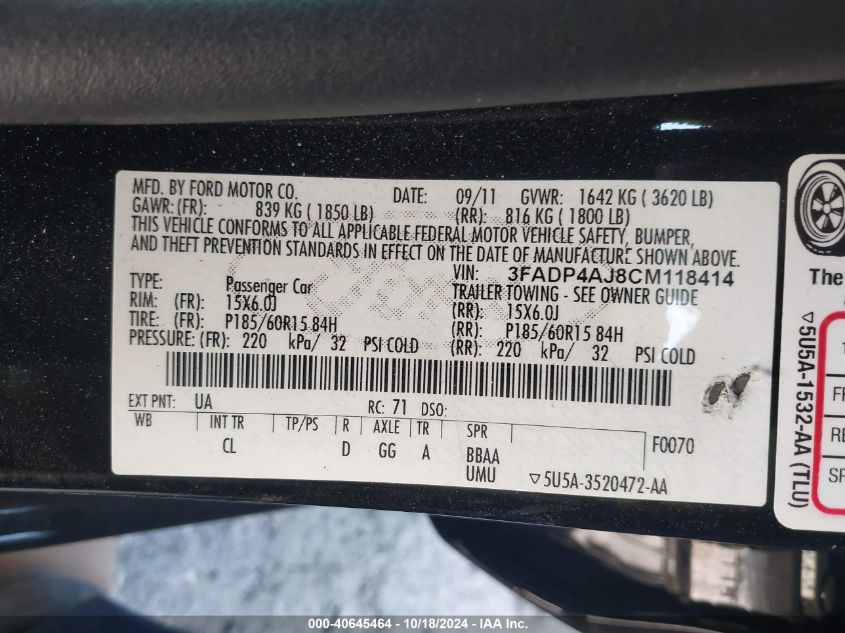 MFD. BY FORD MOTOR CO. DATE: 09/11 GVWR: 1642 KG ( 3620 LB)
GAWR: (FR): 839 KG ( 1850 LB) (RR): 816 KG ( 1800 LB)
THIS VEHICLE CONFORMS TO ALL APPLICABLE FEDERAL MOTOR VEHICLE SAFETY, BUMPER,
AND THEFT PREVENTION STANDARDS IN EFFECT ON THE DATE OF MANUFACTURE SHOWN ABOVE.
VIN: 3FADP4AJ8CM118414
TYPE: Passenger Car TRAILER TOWING - SEE OWNER GUIDE
RIM: (FR): 15X6.0J (RR): 15X6.0J
TIRE: (FR): P185/60R15 84H (RR): P185/60R15 84H
PRESSURE: (FR): 220 kPa/ 32 PSI COLD (RR): 220 kPa/ 32 PSI COLD
EXT PNT: UA RC: 71 DSO:
WB INT TR TP/PS R AXLE TR SPR F0070
CL D GG A BBAA
UMU ▽5U5A-3520472-AA
The
▽5U5A-1532-AA (TLU)
FR
RE
SP
000-40645464 - 10/18/2024 - IAA Inc.